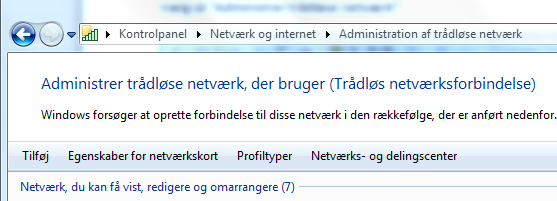 Kontrolpanel ▸ Netværk og internet ▸ Administration af trådløse netværk
Administrer trådløse netværk, der bruger (Trådløs netværksforbindelse)
Windows forsøger at oprette forbindelse til disse netværk i den rækkefølge, der er anført nedenfor.
Tilføj Egenskaber for netværkskort Profiltyper Netværks- og delingscenter
Netværk, du kan få vist, redigere og omarrangere (7)